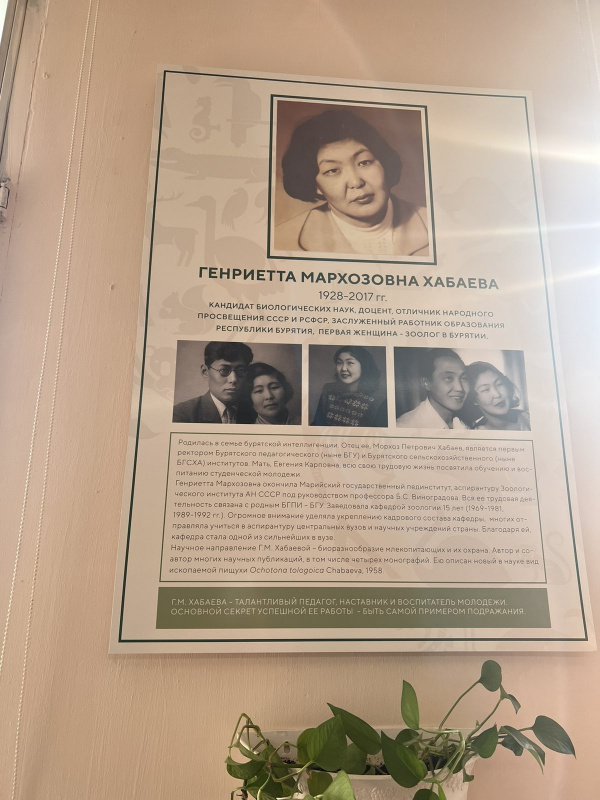 ГЕНРИЕТТА МАРХОЗОВНА ХАБАЕВА
1928-2017 гг.
КАНДИДАТ БИОЛОГИЧЕСКИХ НАУК, ДОЦЕНТ, ОТЛИЧНИК НАРОДНОГО
ПРОСВЕЩЕНИЯ СССР И РСФСР, ЗАСЛУЖЕННЫЙ РАБОТНИК ОБРАЗОВАНИЯ
РЕСПУБЛИКИ БУРЯТИЯ, ПЕРВАЯ ЖЕНЩИНА - ЗООЛОГ В БУРЯТИИ.
Родилась в семье бурятской интеллигенции. Отец её, Морхоз Петрович Хабаев, является первым
ректором Бурятского педагогического (ныне БГУ) и Бурятского сельскохозяйственного (ныне
БГСХА) институтов. Мать, Евгения Карповна, всю свою трудовую жизнь посвятила обучению и вос-
питанию студенческой молодежи.
Генриетта Мархозовна окончила Марийский государственный пединститут, аспирантуру Зоологи-
ческого института АН СССР под руководством профессора Б.С. Виноградова. Вся ее трудовая дея-
тельность связана с родным БГПИ - БГУ. Заведовала кафедрой зоологии 15 лет (1969-1981,
1989-1992 гг.). Огромное внимание уделяла укреплению кадрового состава кафедры, многих от-
правляла учиться в аспирантуру центральных вузов и научных учреждений страны. Благодаря ей,
кафедра стала одной из сильнейших в вузе.
Научное направление Г.М. Хабаевой - биоразнообразие млекопитающих и их охрана. Автор и со-
автор многих научных публикаций, в том числе четырех монографий. Ею описан новый в науке вид
ископаемой пищухи Ochotona tologoica Chabaeva, 1958.
Г.М. ХАБАЕВА - ТАЛАНТЛИВЫЙ ПЕДАГОГ, НАСТАВНИК И ВОСПИТАТЕЛЬ МОЛОДЕЖИ.
ОСНОВНОЙ СЕКРЕТ УСПЕШНОЙ ЕЕ РАБОТЫ - БЫТЬ САМОЙ ПРИМЕРОМ ПОДРАЖАНИЯ.